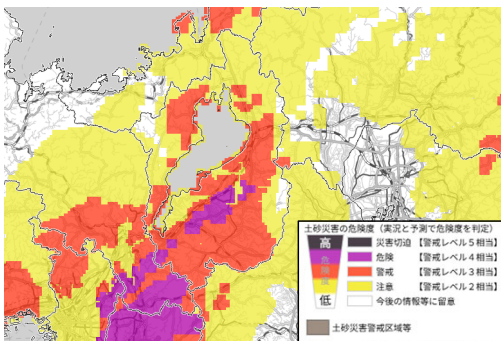 土砂災害の危険度（実況と予測で危険度を判定）
高
危険度
低
災害切迫 【警戒レベル５相当】
危険 【警戒レベル４相当】
警戒 【警戒レベル３相当】
注意 【警戒レベル２相当】
今後の情報等に留意
土砂災害警戒区域等